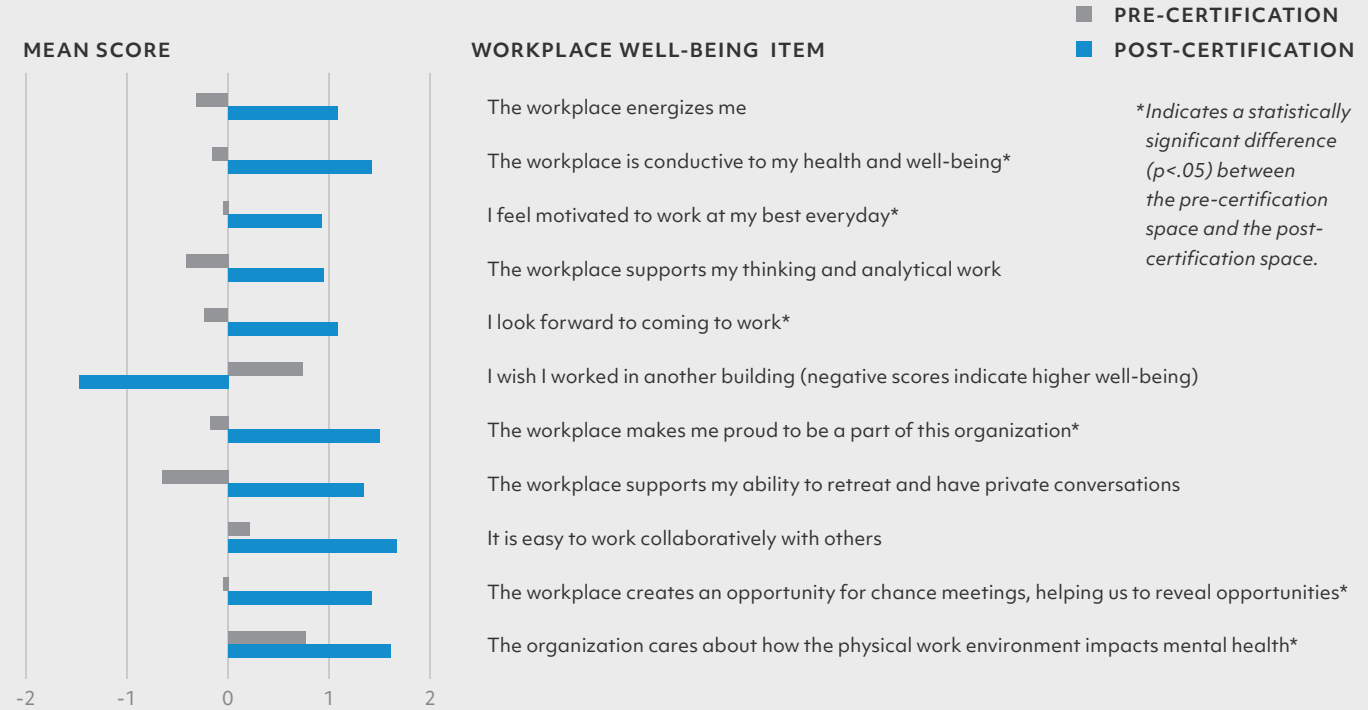 PRE-CERTIFICATION
POST-CERTIFICATION
MEAN SCORE
WORKPLACE WELL-BEING ITEM
The workplace energizes me
The workplace is conductive to my health and well-being*
I feel motivated to work at my best everyday*
The workplace supports my thinking and analytical work
I look forward to coming to work*
I wish I worked in another building (negative scores indicate higher well-being)
The workplace makes me proud to be a part of this organization*
The workplace supports my ability to retreat and have private conversations
It is easy to work collaboratively with others
The workplace creates an opportunity for chance meetings, helping us to reveal opportunities*
The organization cares about how the physical work environment impacts mental health*
*Indicates a statistically
significant difference
(p<.05) between
the pre-certification
space and the post-
certification space.
-2 -1 0 1 2